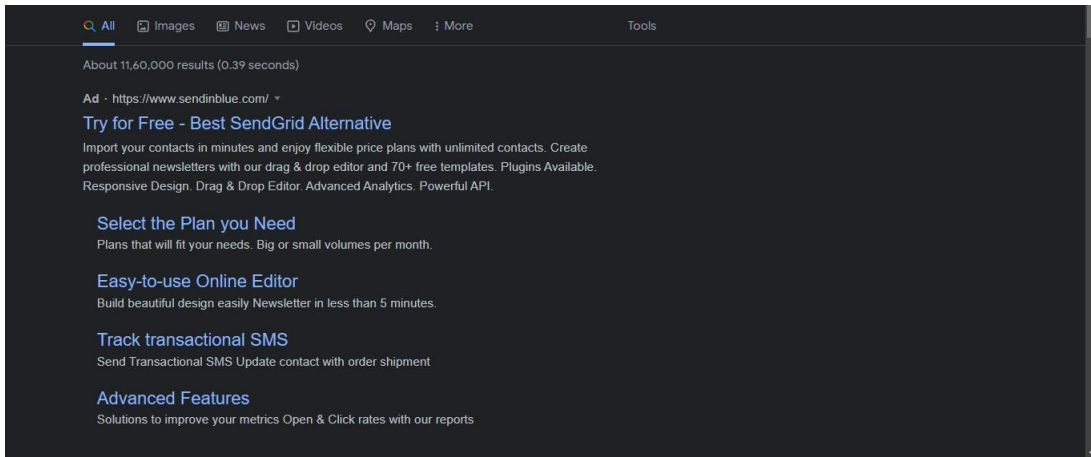 All Images News Videos Maps More Tools
About 11,60,000 results (0.39 seconds)
Ad · https://www.sendinblue.com/
Try for Free - Best SendGrid Alternative
Import your contacts in minutes and enjoy flexible price plans with unlimited contacts. Create
professional newsletters with our drag & drop editor and 70+ free templates. Plugins Available.
Responsive Design. Drag & Drop Editor. Advanced Analytics. Powerful API.
Select the Plan you Need
Plans that will fit your needs. Big or small volumes per month.
Easy-to-use Online Editor
Build beautiful design easily Newsletter in less than 5 minutes.
Track transactional SMS
Send Transactional SMS Update contact with order shipment
Advanced Features
Solutions to improve your metrics Open & Click rates with our reports